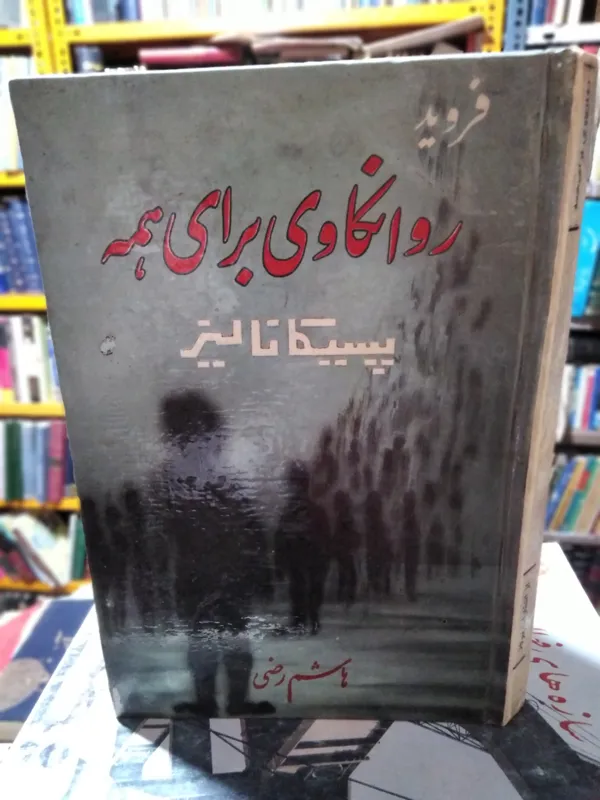 فروید
روانکاوی برای همه
پسیکانالیز
هاشم رضی